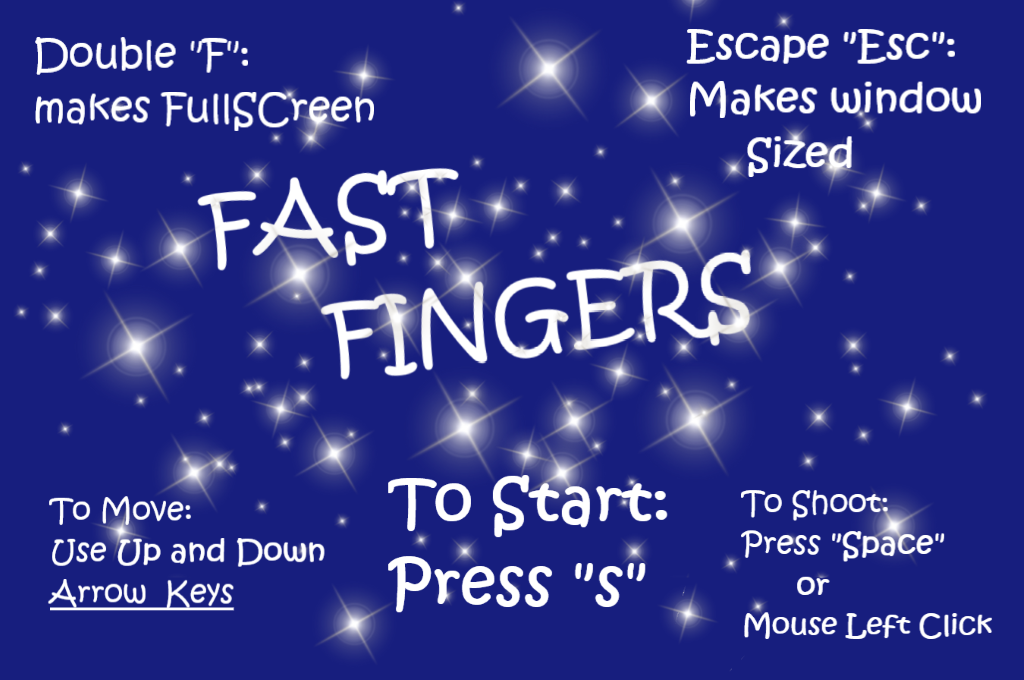 Double "F":
makes FullSCreen
Escape "Esc":
Makes window
Sized
FAST
FINGERS
To Move:
Use Up and Down
Arrow Keys
To Start:
Press "s"
To Shoot:
Press "Space"
or
Mouse Left Click